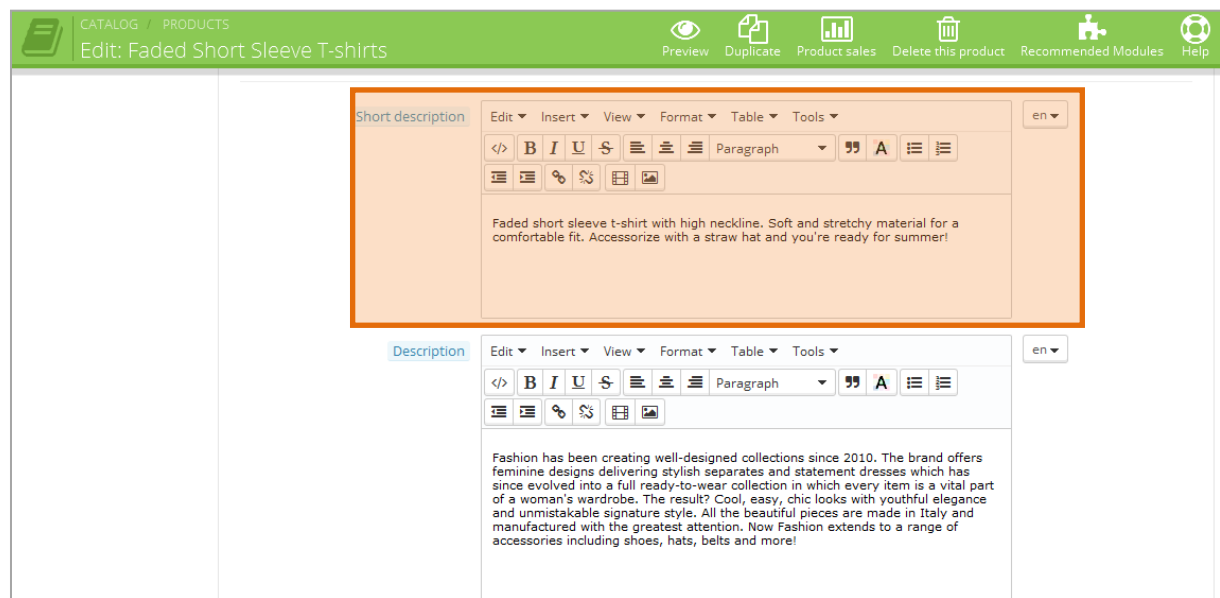 CATALOG / PRODUCTS
Edit: Faded Short Sleeve T-shirts
Preview Duplicate Product sales Delete this product Recommended Modules Help
Short description
Edit Insert View Format Table Tools
en
B I U S Paragraph A
Faded short sleeve t-shirt with high neckline. Soft and stretchy material for a
comfortable fit. Accessorize with a straw hat and you're ready for summer!
Description
Edit Insert View Format Table Tools
en
B I U S Paragraph A
Fashion has been creating well-designed collections since 2010. The brand offers
feminine designs delivering stylish separates and statement dresses which has
since evolved into a full ready-to-wear collection in which every item is a vital part
of a woman's wardrobe. The result? Cool, easy, chic looks with youthful elegance
and unmistakable signature style. All the beautiful pieces are made in Italy and
manufactured with the greatest attention. Now Fashion extends to a range of
accessories including shoes, hats, belts and more!